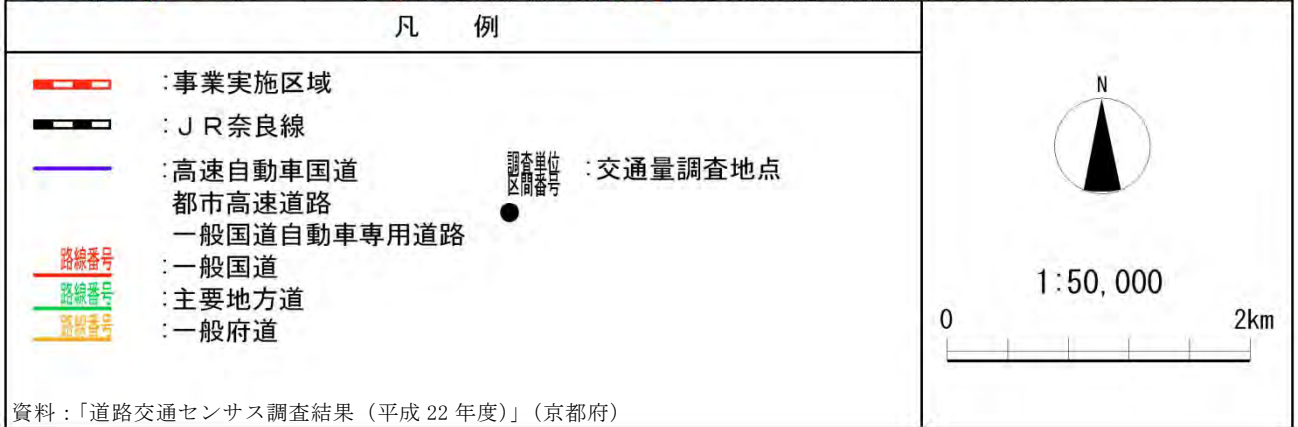 凡 例
:事業実施区域
:JR奈良線
:高速自動車国道
都市高速道路
一般国道自動車専用道路
路線番号 :一般国道
路線番号 :主要地方道
路線番号 :一般府道
調査単位
区間番号
:交通量調査地点
資料:「道路交通センサス調査結果(平成 22 年度)」(京都府)
N
1:50,000
0 2km